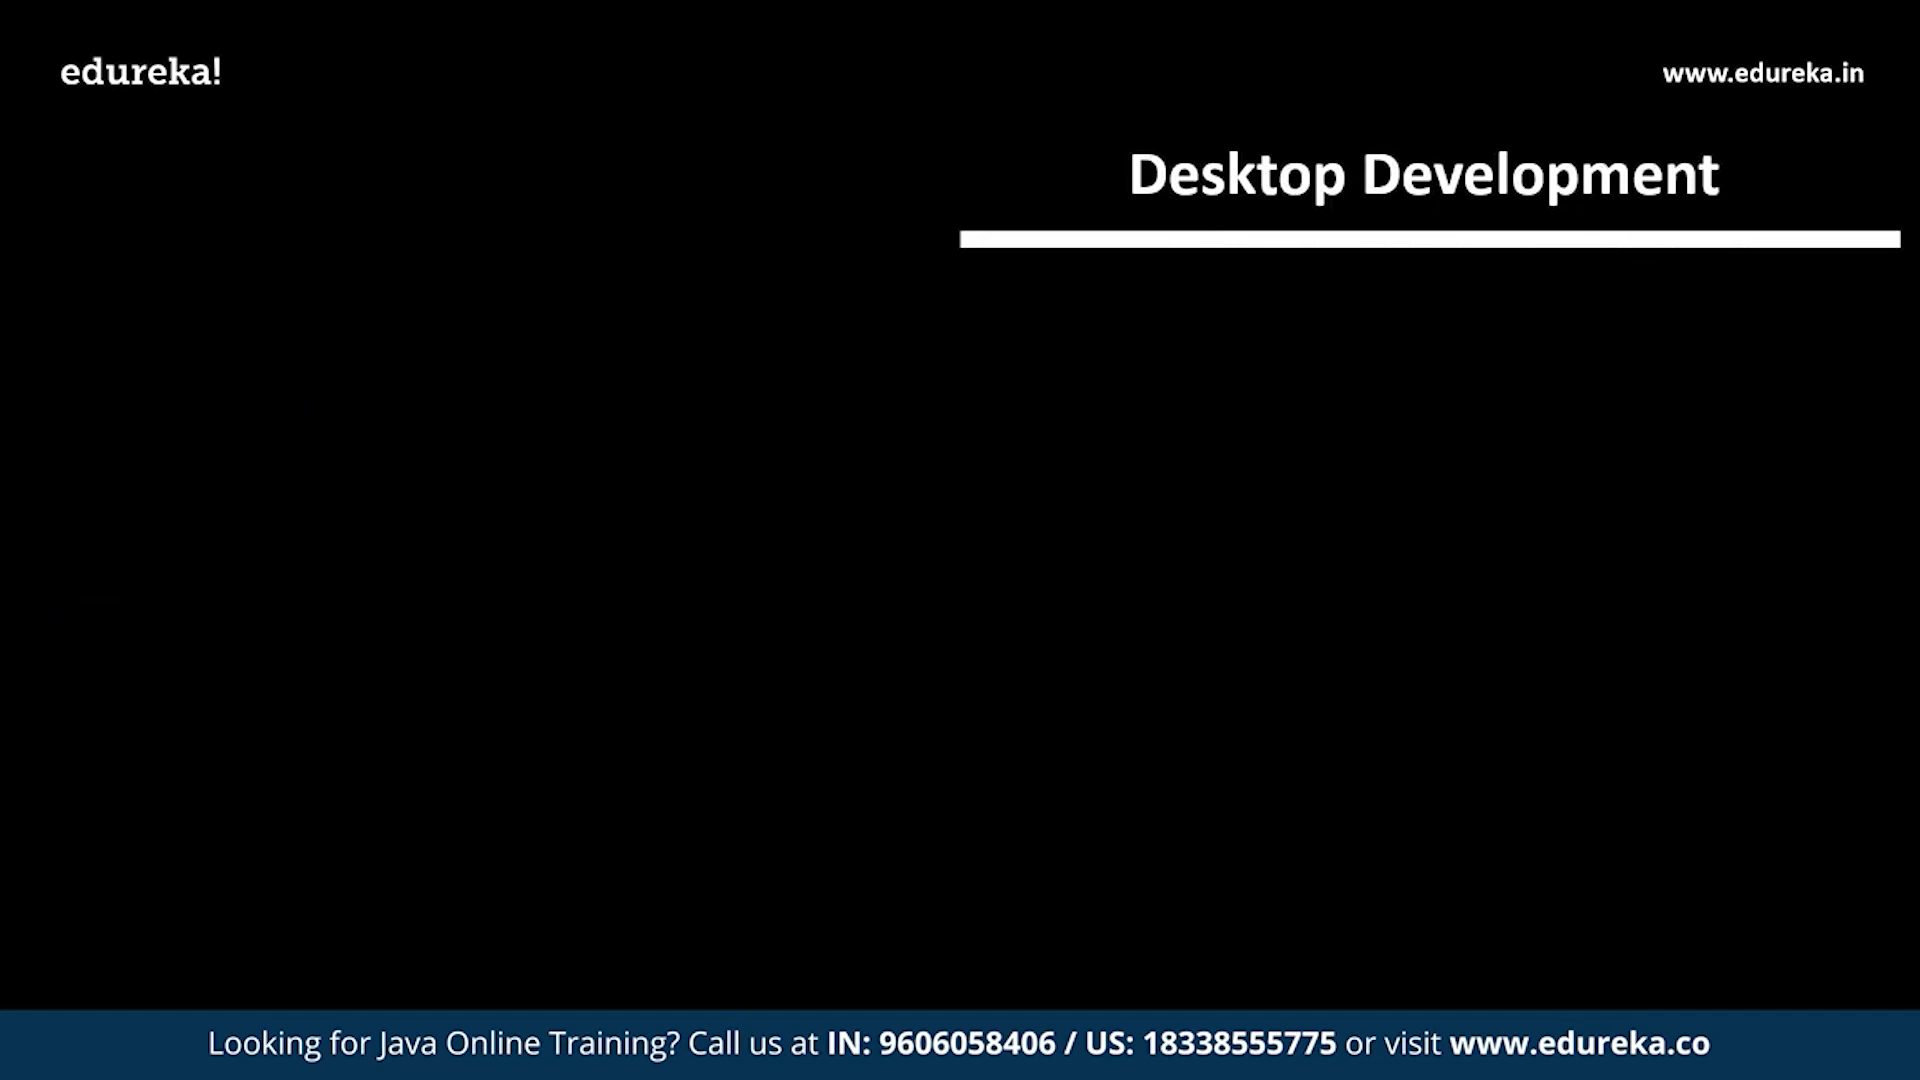 edureka!
www.edureka.in
Desktop Development
Looking for Java Online Training? Call us at IN: 9606058406 / US: 18338555775 or visit www.edureka.co